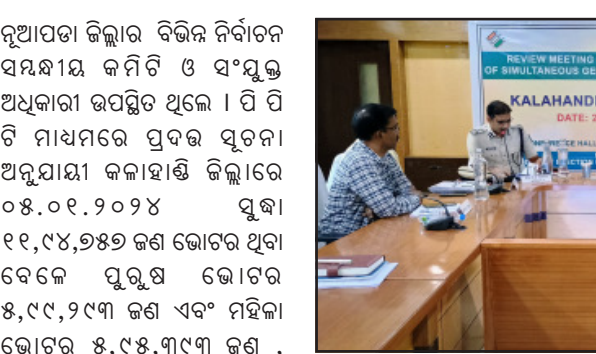 ନୂଆପଡା ଜିଲ୍ଲାର ବିଭିନ୍ନ ନିର୍ବାଚନ
ସମ୍ବନ୍ଧୀୟ କମିଟି ଓ ସଂଯୁକ୍ତ
ଅଧିକାରୀ ଉପସ୍ଥିତ ଥିଲେ । ପି ପି
ଟି ମାଧ୍ୟମରେ ପ୍ରଦତ୍ତ ସୂଚନା
ଅନୁଯାୟୀ କଳାହାଣ୍ଡି ଜିଲ୍ଲାରେ
୦୫.୦୧.୨୦୨୪ ସୁଦ୍ଧା
୧୧,୯୪,୭୫୭ ଜଣ ଭୋଟର ଥିବା
ବେଳେ ପୁରୁଷ ଭୋଟର
୫,୯୯,୨୯୩ ଜଣ ଏବଂ ମହିଳା
ଭୋଟର ୫,୯୫,୩୯୩ ଜଣ ,
REVIEW MEETING
OF SIMULTANEOUS GE
KALAHANDI
DATE: 2
HALL